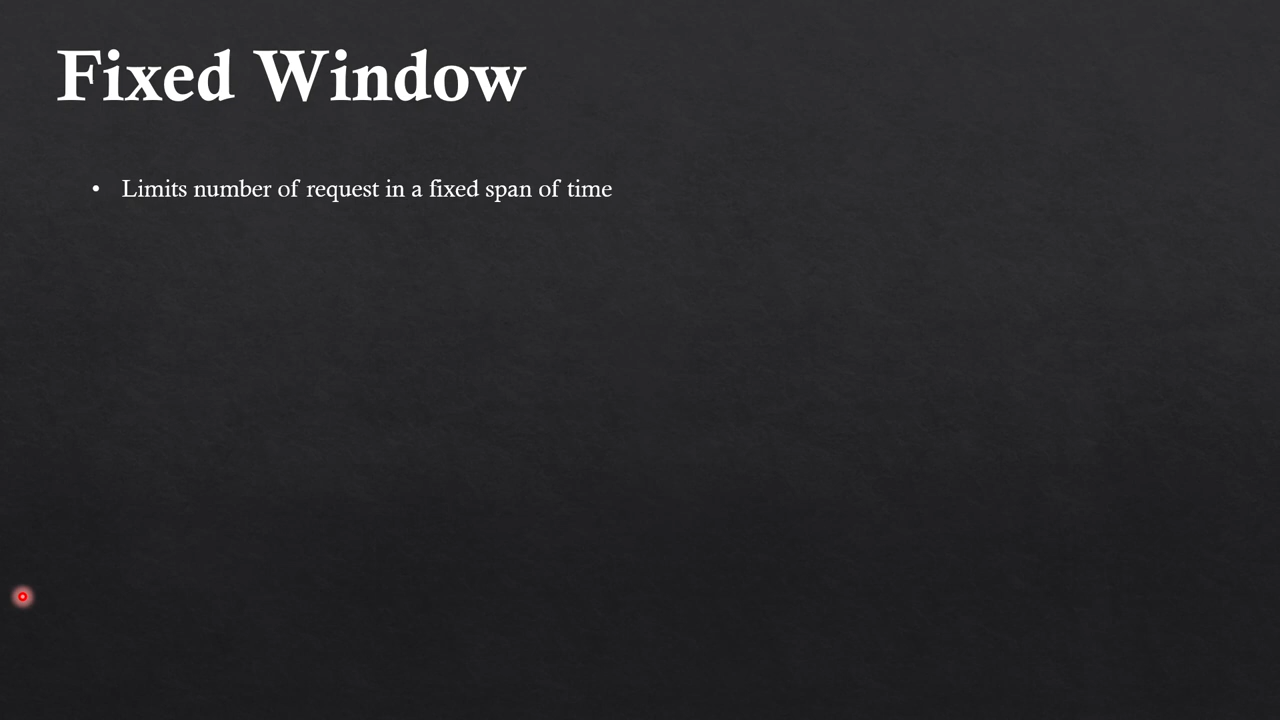 Fixed Window
• Limits number of request in a fixed span of time